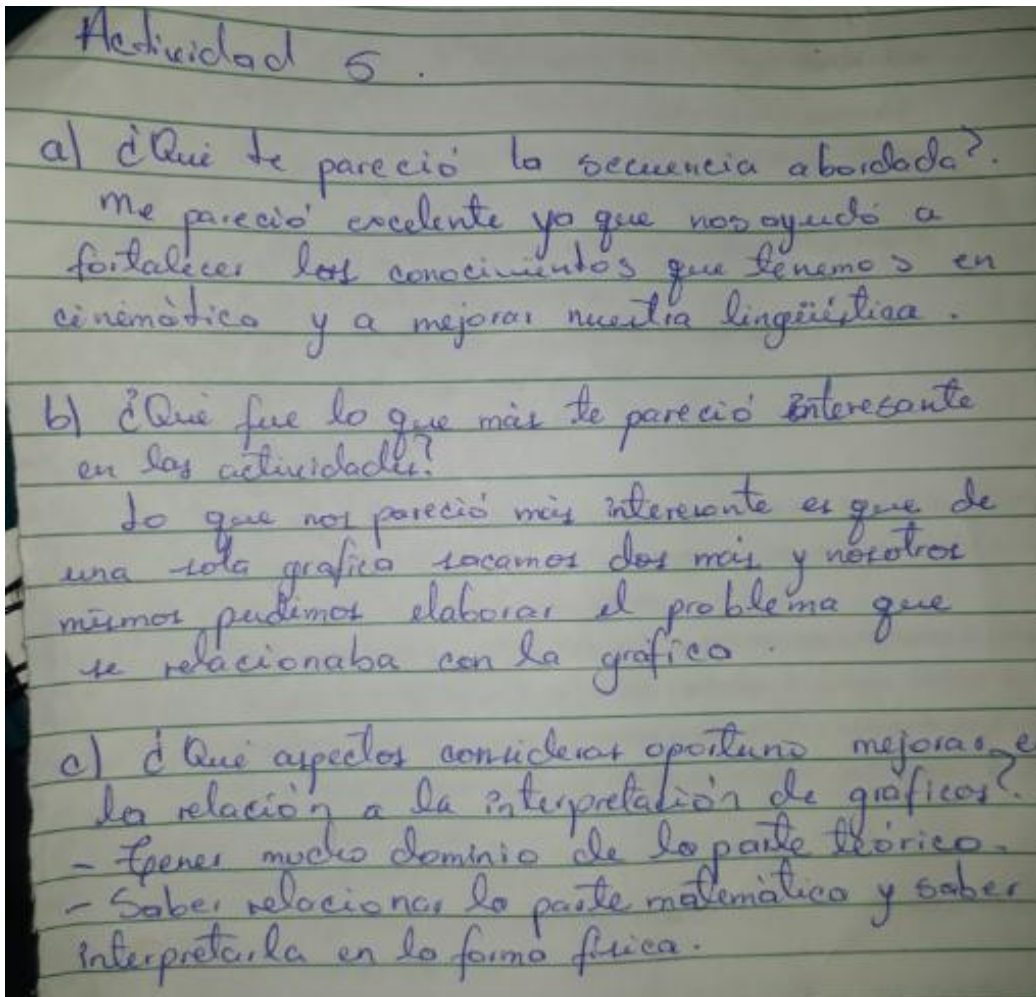 Actividad 5.
a) ¿Qué te pareció la secuencia abordada?.
Me pareció excelente ya que nos ayudó a
fortalecer los conocimientos que tenemos en
cinemática y a mejorar nuestra lingüística.
b) ¿Qué fue lo que más te pareció interesante
en las actividades?
Lo que nos pareció más interesante es que de
una sola grafica sacamos dos más y nosotros
mismos pudimos elaborar el problema que
se relacionaba con la grafica.
c) ¿Qué aspectos consideras oportuno mejorar e
la relación a la interpretación de gráficos?.
- Tener mucho dominio de la parte teórica.
- Saber relacionar la parte matemática y saber
interpretarla en la forma física.